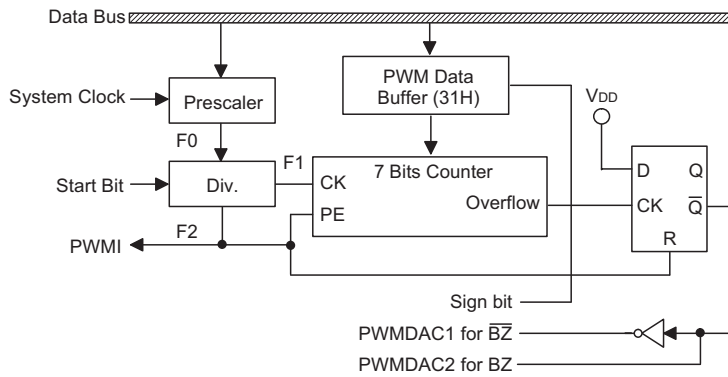 Data Bus
System Clock
Prescaler
PWM Data
Buffer (31H)
VDD
F0
Start Bit
Div.
F1
7 Bits Counter
CK
PE
Overflow
D
Q
CK
Q̅
R
F2
PWMI
Sign bit
PWMDAC1 for B̅Z̅
PWMDAC2 for BZ